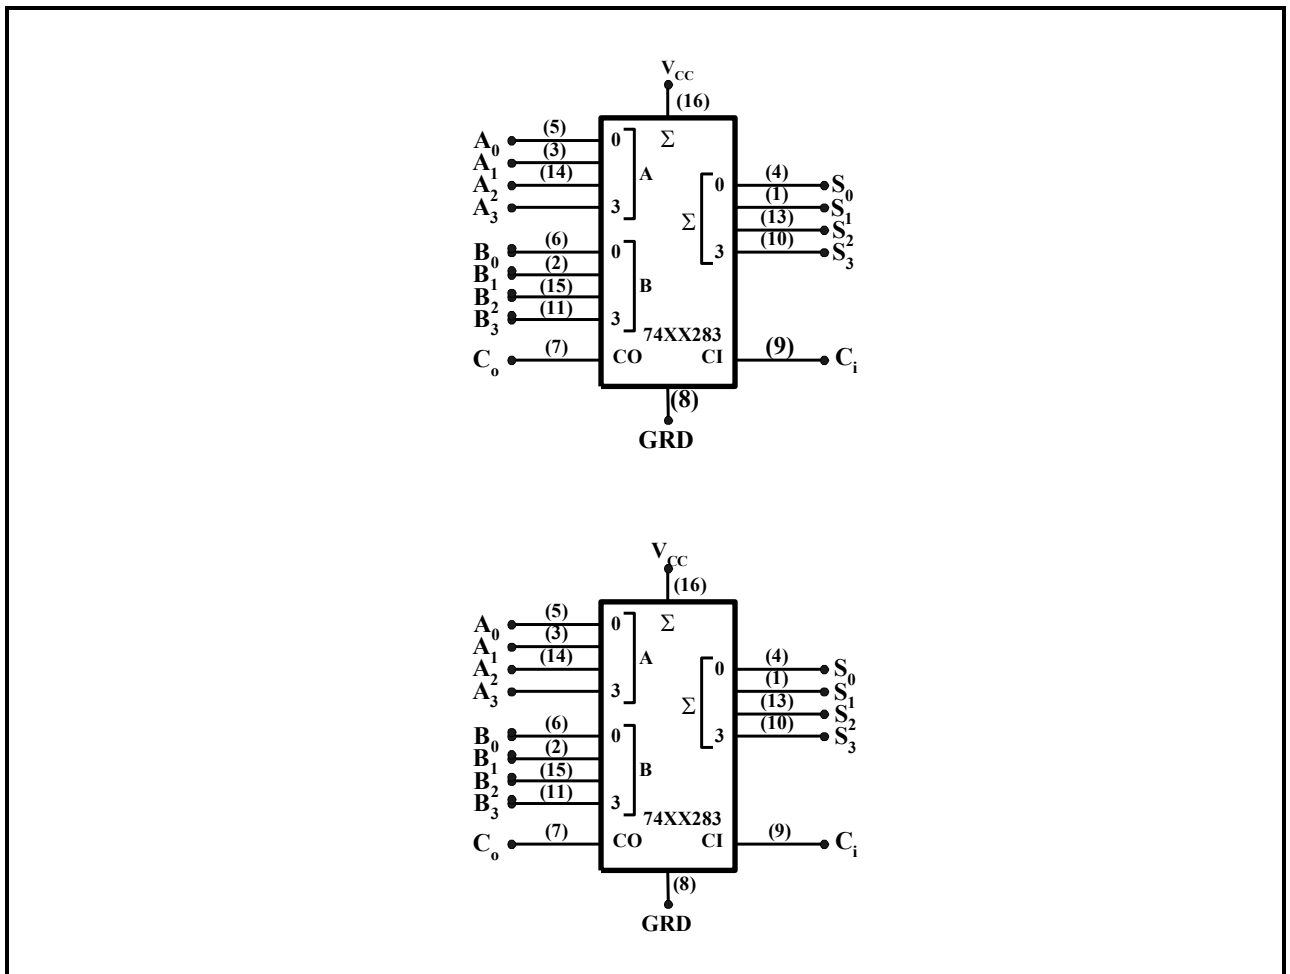 V CC
(16)
A0 (5) 0 Σ
A1 (3)
A2 (14) A
A3 3
0 (4) S0
(1) S1
Σ (13) S2
3 (10) S3
B0 (6) 0
B1 (2)
B2 (15) B
B3 (11) 3
74XX283
Co (7) CO CI (9) Ci
(8)
GRD
V CC
(16)
A0 (5) 0 Σ
A1 (3)
A2 (14) A
A3 3
0 (4) S0
(1) S1
Σ (13) S2
3 (10) S3
B0 (6) 0
B1 (2)
B2 (15) B
B3 (11) 3
74XX283
Co (7) CO CI (9) Ci
(8)
GRD